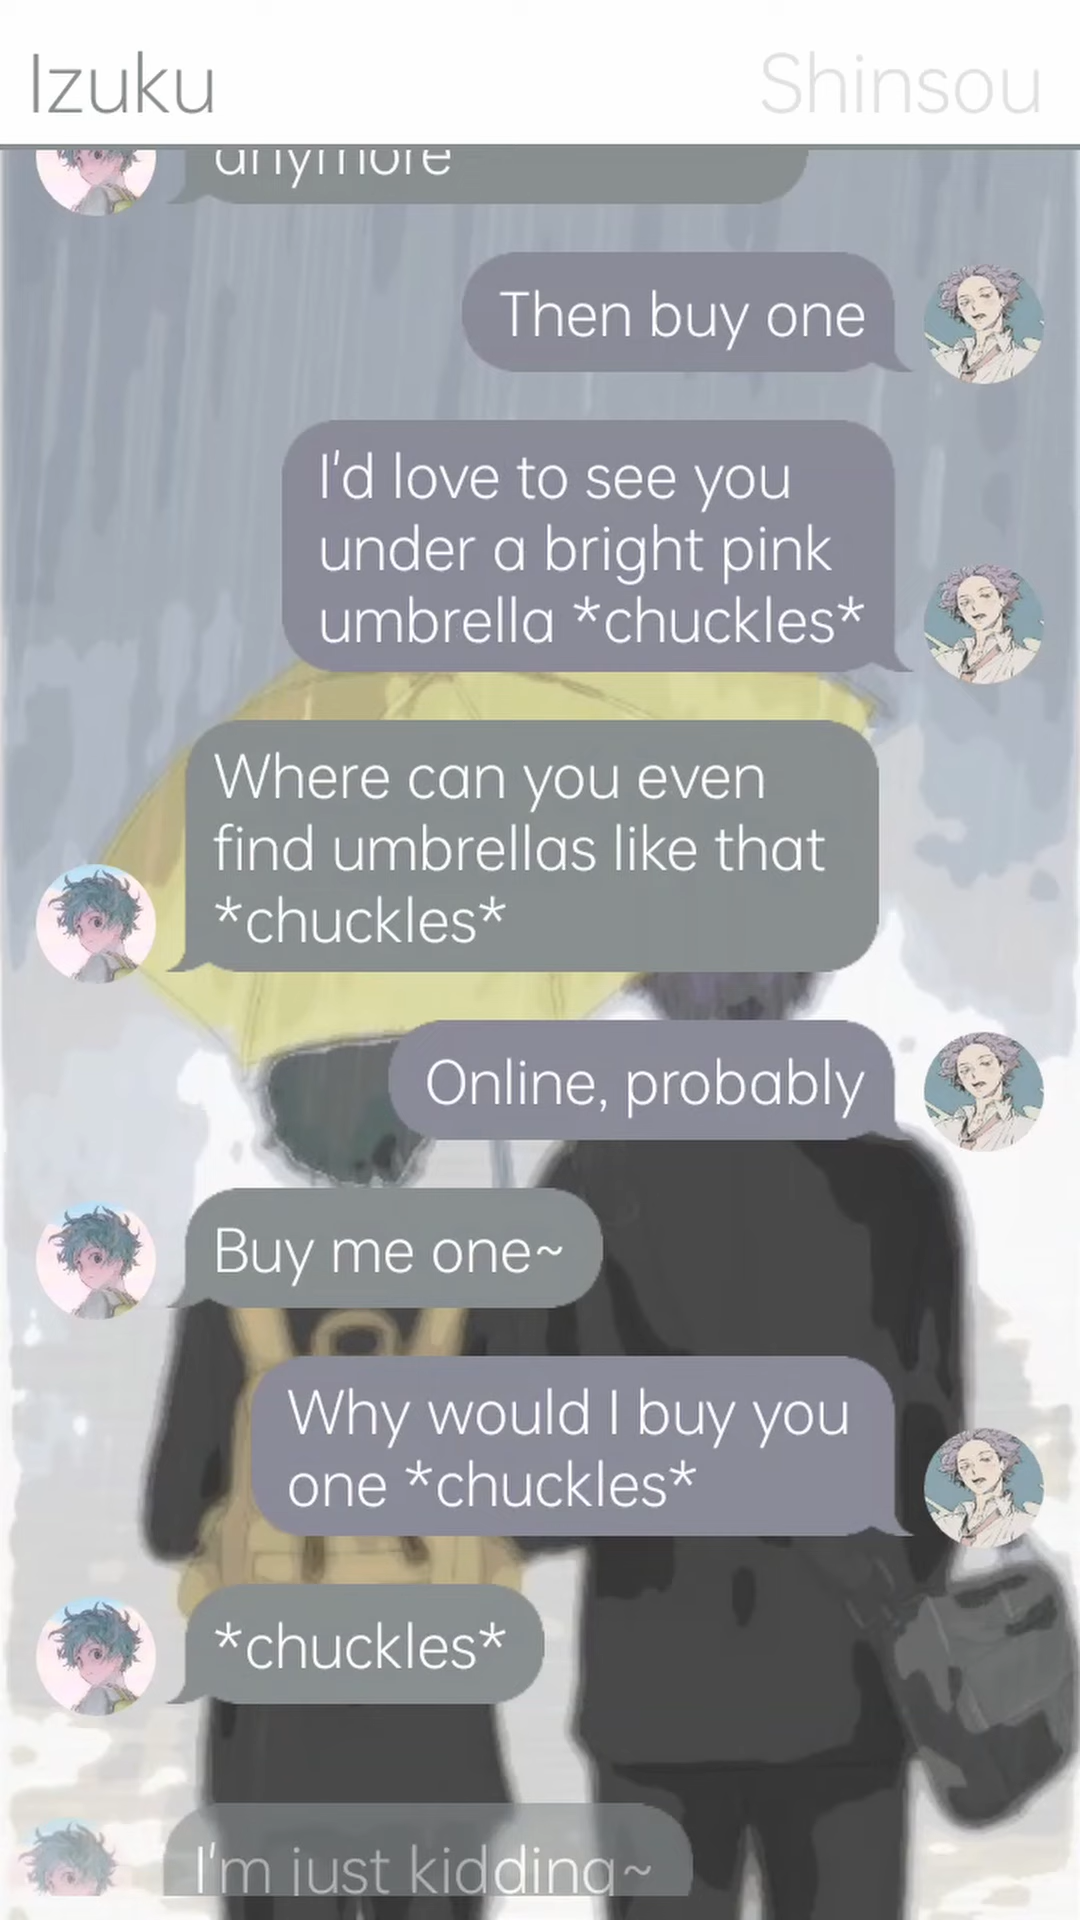 Izuku
Shinsou
anymore
Then buy one
I'd love to see you
under a bright pink
umbrella *chuckles*
Where can you even
find umbrellas like that
*chuckles*
Online, probably
Buy me one~
Why would I buy you
one *chuckles*
*chuckles*
I'm just kidding~